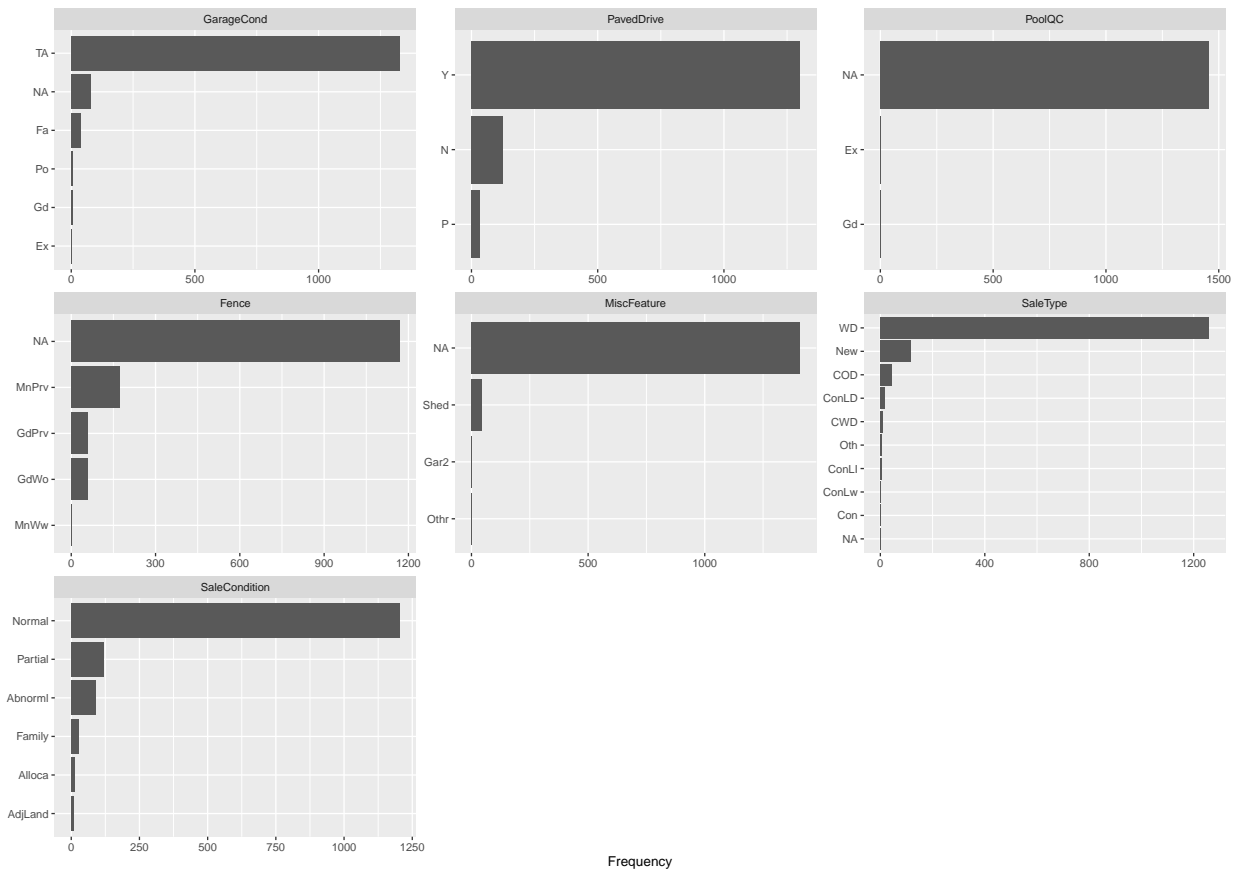 GarageCond
TA
NA
Fa
Po
Gd
Ex
0 500 1000
PavedDrive
Y
N
P
0 500 1000
PoolQC
NA
Ex
Gd
0 500 1000 1500
Fence
NA
MnPrv
GdPrv
GdWo
MnWw
0 300 600 900 1200
MiscFeature
NA
Shed
Gar2
Othr
0 500 1000
SaleType
WD
New
COD
ConLD
CWD
Oth
ConLI
ConLw
Con
NA
0 400 800 1200
SaleCondition
Normal
Partial
Abnorml
Family
Alloca
AdjLand
0 250 500 750 1000 1250
Frequency